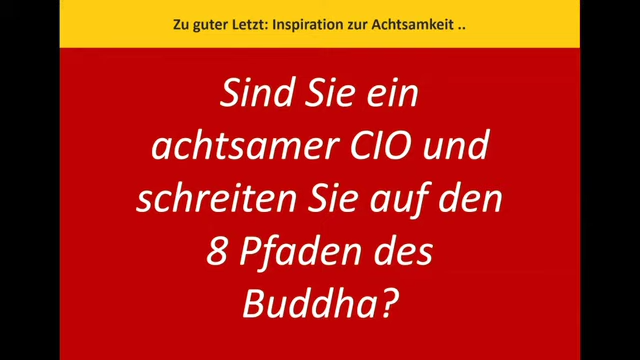 Zu guter Letzt: Inspiration zur Achtsamkeit ..
Sind Sie ein
achtsamer CIO und
schreiten Sie auf den
8 Pfaden des
Buddha?